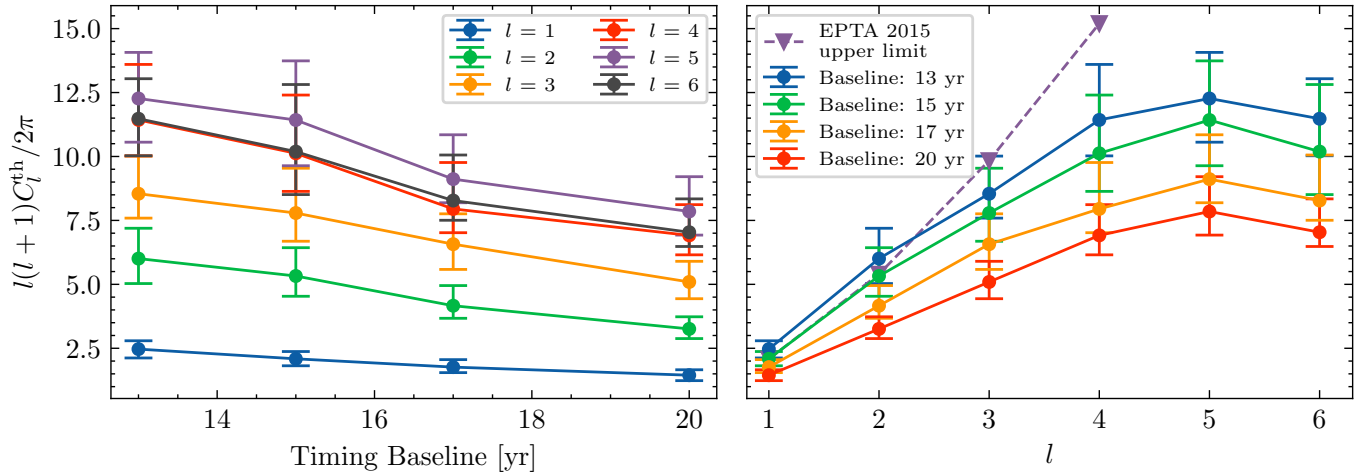 15.0
12.5
10.0
7.5
5.0
2.5
l(l + 1)C_l^th/2π
14
16
18
20
Timing Baseline [yr]
l = 1
l = 2
l = 3
l = 4
l = 5
l = 6
EPTA 2015
upper limit
Baseline: 13 yr
Baseline: 15 yr
Baseline: 17 yr
Baseline: 20 yr
1
2
3
4
5
6
l